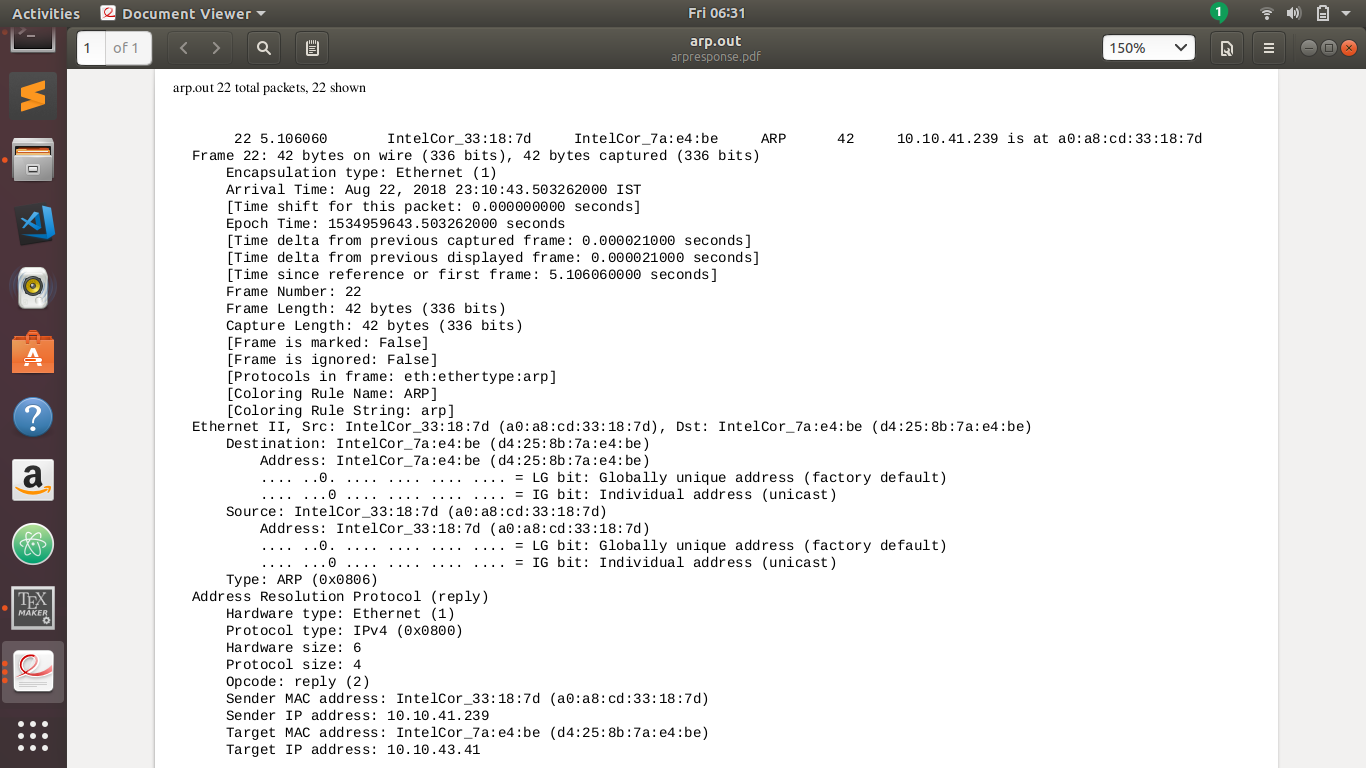 Activities Document Viewer Fri 06:31 1
1 of 1 arp.out 150%
arpresponse.pdf
arp.out 22 total packets, 22 shown
22 5.106060 IntelCor_33:18:7d IntelCor_7a:e4:be ARP 42 10.10.41.239 is at a0:a8:cd:33:18:7d
Frame 22: 42 bytes on wire (336 bits), 42 bytes captured (336 bits)
Encapsulation type: Ethernet (1)
Arrival Time: Aug 22, 2018 23:10:43.503262000 IST
[Time shift for this packet: 0.000000000 seconds]
Epoch Time: 1534959643.503262000 seconds
[Time delta from previous captured frame: 0.000021000 seconds]
[Time delta from previous displayed frame: 0.000021000 seconds]
[Time since reference or first frame: 5.106060000 seconds]
Frame Number: 22
Frame Length: 42 bytes (336 bits)
Capture Length: 42 bytes (336 bits)
[Frame is marked: False]
[Frame is ignored: False]
[Protocols in frame: eth:ethertype:arp]
[Coloring Rule Name: ARP]
[Coloring Rule String: arp]
Ethernet II, Src: IntelCor_33:18:7d (a0:a8:cd:33:18:7d), Dst: IntelCor_7a:e4:be (d4:25:8b:7a:e4:be)
Destination: IntelCor_7a:e4:be (d4:25:8b:7a:e4:be)
Address: IntelCor_7a:e4:be (d4:25:8b:7a:e4:be)
.... ..0. .... .... .... .... = LG bit: Globally unique address (factory default)
.... ...0 .... .... .... .... = IG bit: Individual address (unicast)
Source: IntelCor_33:18:7d (a0:a8:cd:33:18:7d)
Address: IntelCor_33:18:7d (a0:a8:cd:33:18:7d)
.... ..0. .... .... .... .... = LG bit: Globally unique address (factory default)
.... ...0 .... .... .... .... = IG bit: Individual address (unicast)
Type: ARP (0x0806)
Address Resolution Protocol (reply)
Hardware type: Ethernet (1)
Protocol type: IPv4 (0x0800)
Hardware size: 6
Protocol size: 4
Opcode: reply (2)
Sender MAC address: IntelCor_33:18:7d (a0:a8:cd:33:18:7d)
Sender IP address: 10.10.41.239
Target MAC address: IntelCor_7a:e4:be (d4:25:8b:7a:e4:be)
Target IP address: 10.10.43.41
TEX
MAKER